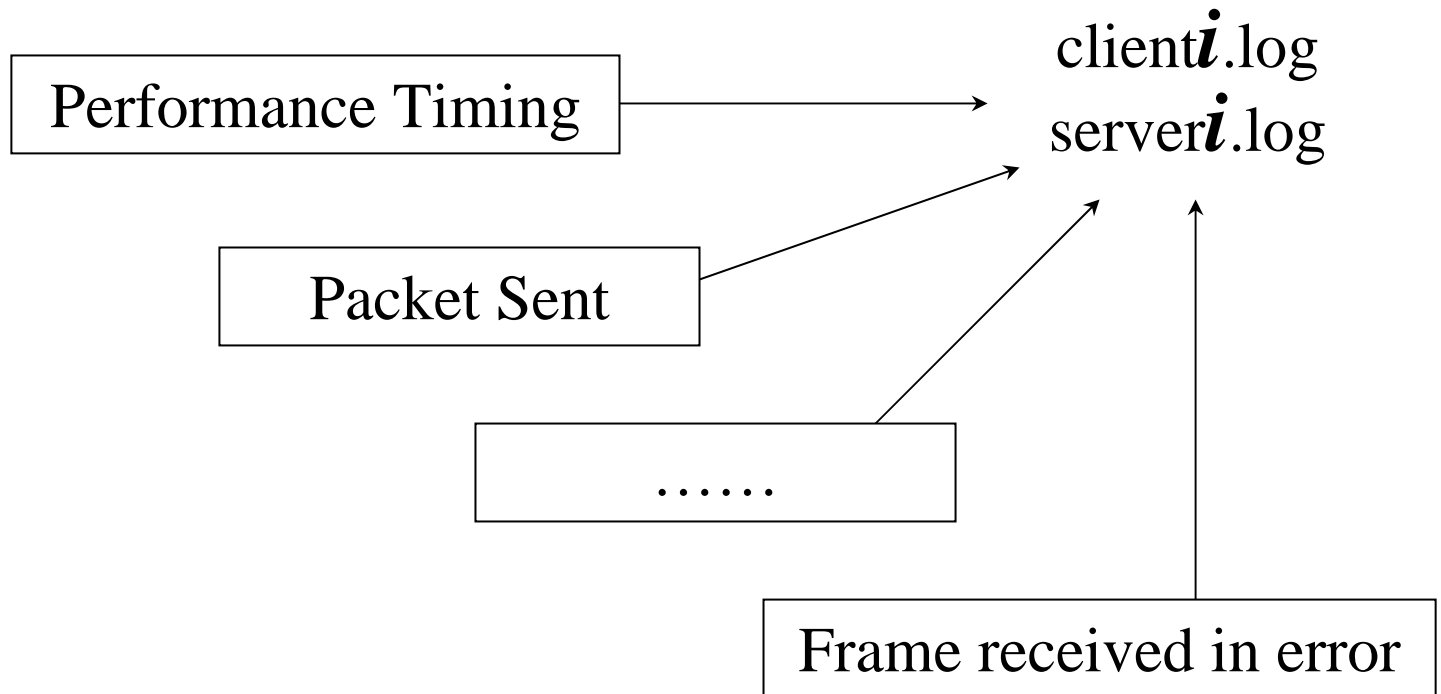 client𝒊.log
server𝒊.log
Performance Timing
Packet Sent
......
Frame received in error